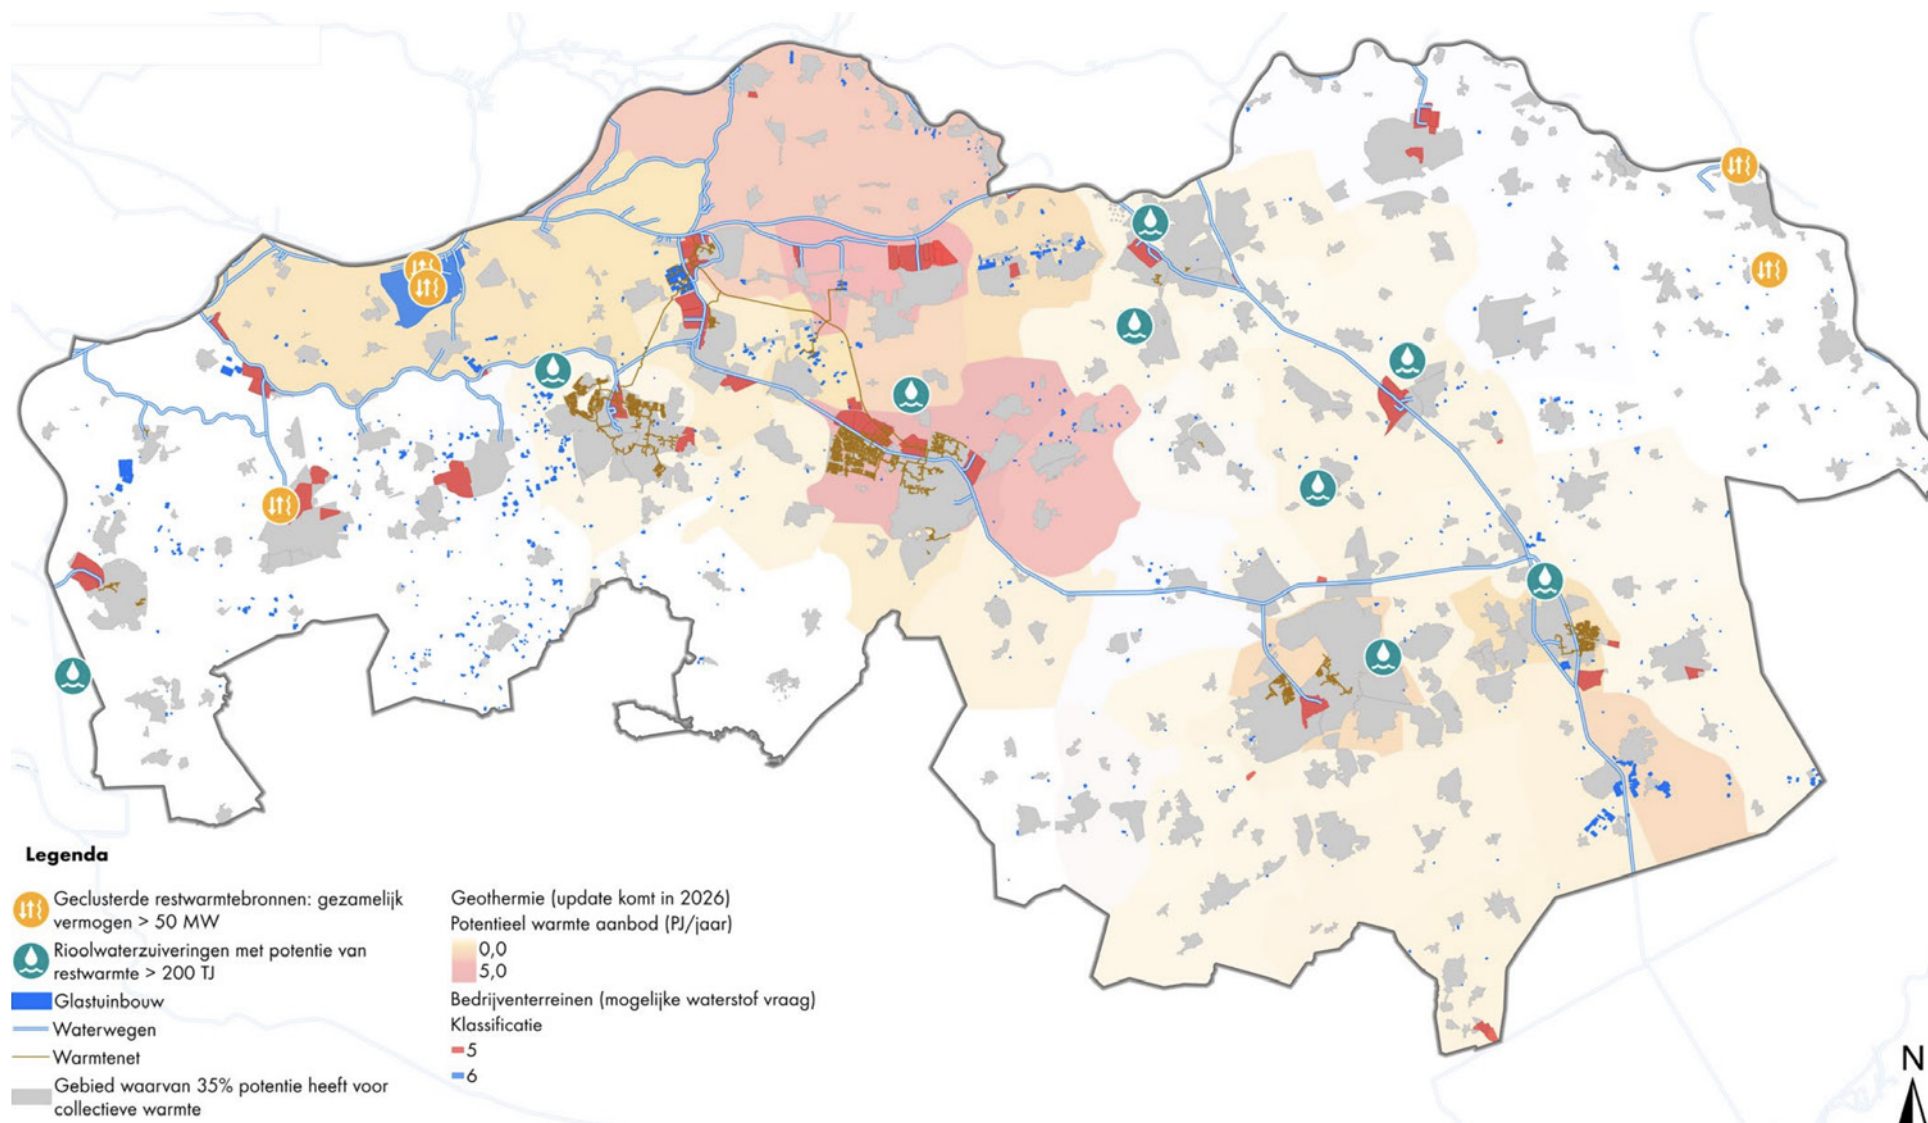 Legenda
Geclusterde restwarmtebronnen: gezamelijk
vermogen > 50 MW
Rioolwaterzuiveringen met potentie van
restwarmte > 200 TJ
Glastuinbouw
Waterwegen
Warmtenet
Gebied waarvan 35% potentie heeft voor
collectieve warmte
Geothermie (update komt in 2026)
Potentieel warmte aanbod (PJ/jaar)
0,0
5,0
Bedrijventerreinen (mogelijke waterstof vraag)
Klassificatie
5
6
N